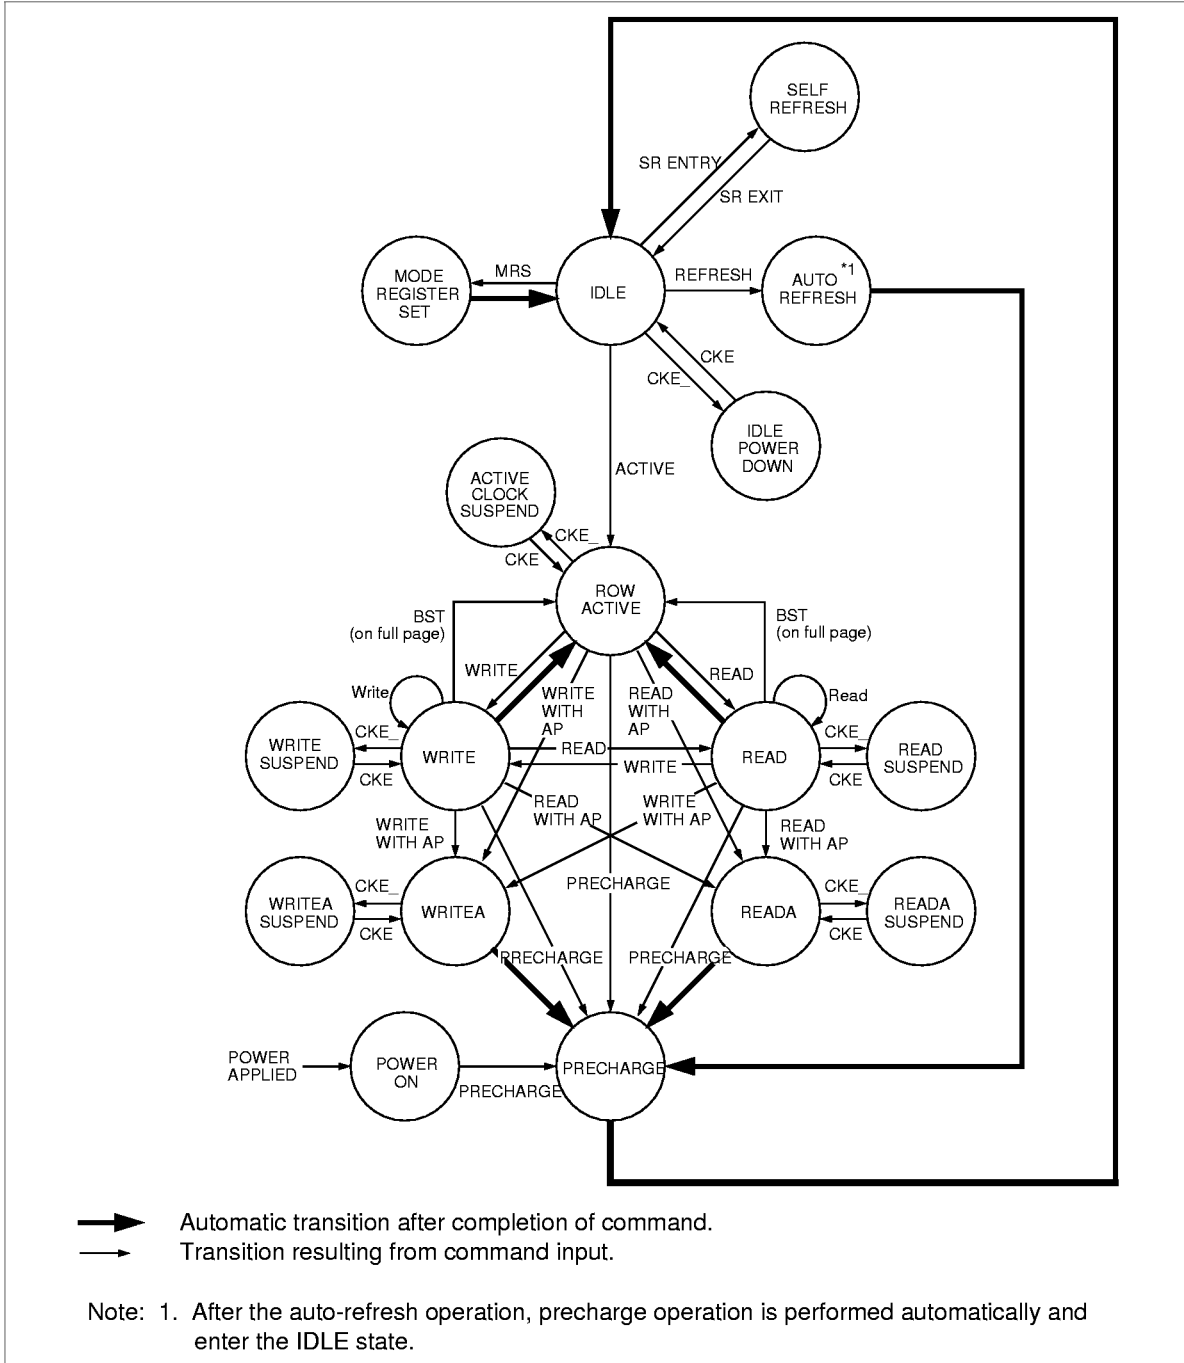 SELF
REFRESH
SR ENTRY
SR EXIT
MODE
REGISTER
SET
MRS
IDLE
REFRESH
AUTO *1
REFRESH
CKE
CKE_
IDLE
POWER
DOWN
ACTIVE
ACTIVE
CLOCK
SUSPEND
CKE_
CKE
ROW
ACTIVE
BST
(on full page)
BST
(on full page)
WRITE
READ
Write
WRITE
WITH
AP
READ
WITH
AP
Read
WRITE
SUSPEND
CKE_
CKE
WRITE
READ
WRITE
READ
CKE_
CKE
READ
SUSPEND
READ
WITH AP
WRITE
WITH AP
WRITE
WITH AP
READ
WITH AP
WRITEA
SUSPEND
CKE_
CKE
WRITEA
PRECHARGE
READA
CKE_
CKE
READA
SUSPEND
PRECHARGE
PRECHARGE
POWER
APPLIED
POWER
ON
PRECHARGE
PRECHARGE
Automatic transition after completion of command.
Transition resulting from command input.
Note: 1. After the auto-refresh operation, precharge operation is performed automatically and
enter the IDLE state.